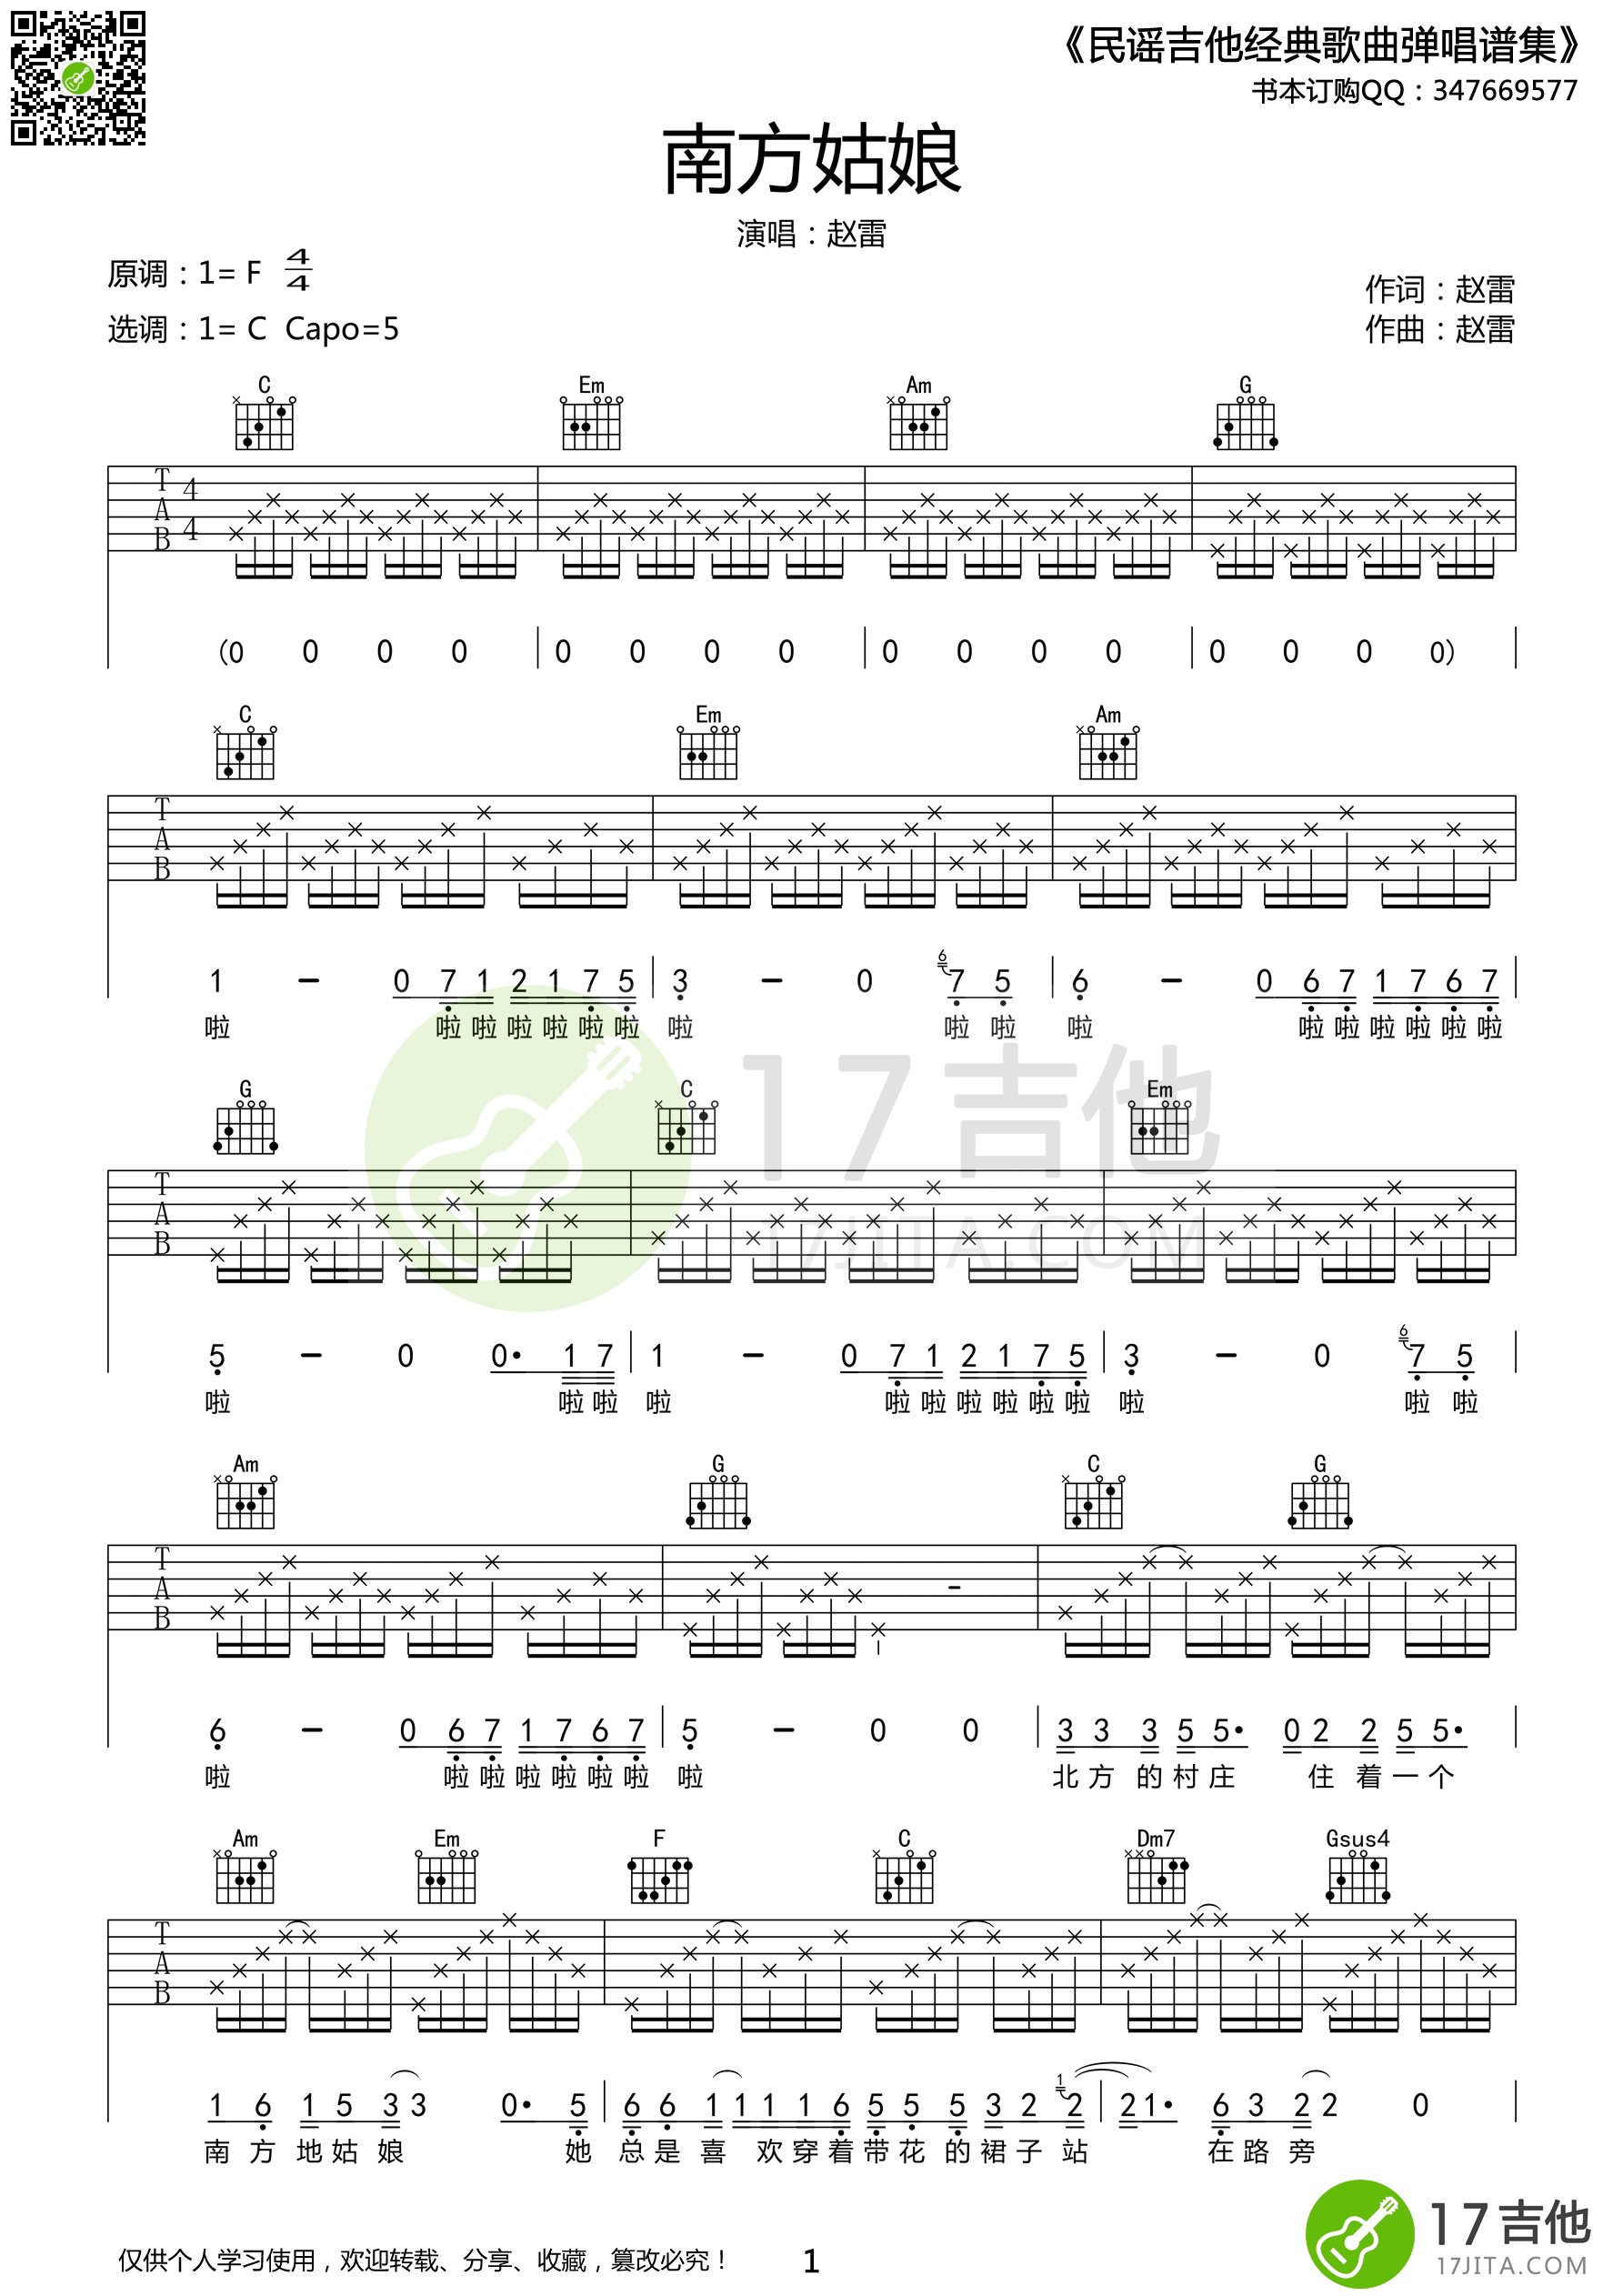 《民谣吉他经典歌曲弹唱谱集》
书本订购QQ：347669577
南方姑娘
演唱：赵雷
原调：1= F 4/4
选调：1= C Capo=5
作词：赵雷
作曲：赵雷
C Em Am G
T A B 4 4
(0 0 0 0 | 0 0 0 0 | 0 0 0 0 | 0 0 0 0) |
C Em Am
T A B
1 - 0 7 1 2 1 7 5 | 3 - 0 6 7 5 | 6 - 0 6 7 1 7 6 7
啦 啦 啦 啦 啦 啦 啦 啦 啦 啦 啦 啦 啦 啦 啦 啦 啦
G C Em
T A B
5 - 0 0· 1 7 | 1 - 0 7 1 2 1 7 5 | 3 - 0 6 7 5 |
啦 啦 啦 啦 啦 啦 啦 啦 啦 啦 啦 啦 啦
Am G C G
T A B
6 - 0 6 7 1 7 6 7 | 5 - 0 0 | 3 3 3 5 5· 0 2 2 5 5· |
啦 啦 啦 啦 啦 啦 啦 啦 北 方 的 村 庄 住 着 一 个
Am Em F C Dm7 Gsus4
T A B
1 6 1 5 3 3 0· 5 | 6 6 1 1 1 1 6 5 5 5 3 2 1 2 | 2 1· 6 3 2 2 0 |
南 方 地 姑 娘 她 总 是 喜 欢 穿 着 带 花 的 裙 子 站 在 路 旁
仅供个人学习使用，欢迎转载、分享、收藏，篡改必究！ 1
17吉他
17JITA.COM
17吉他
17JITA.COM